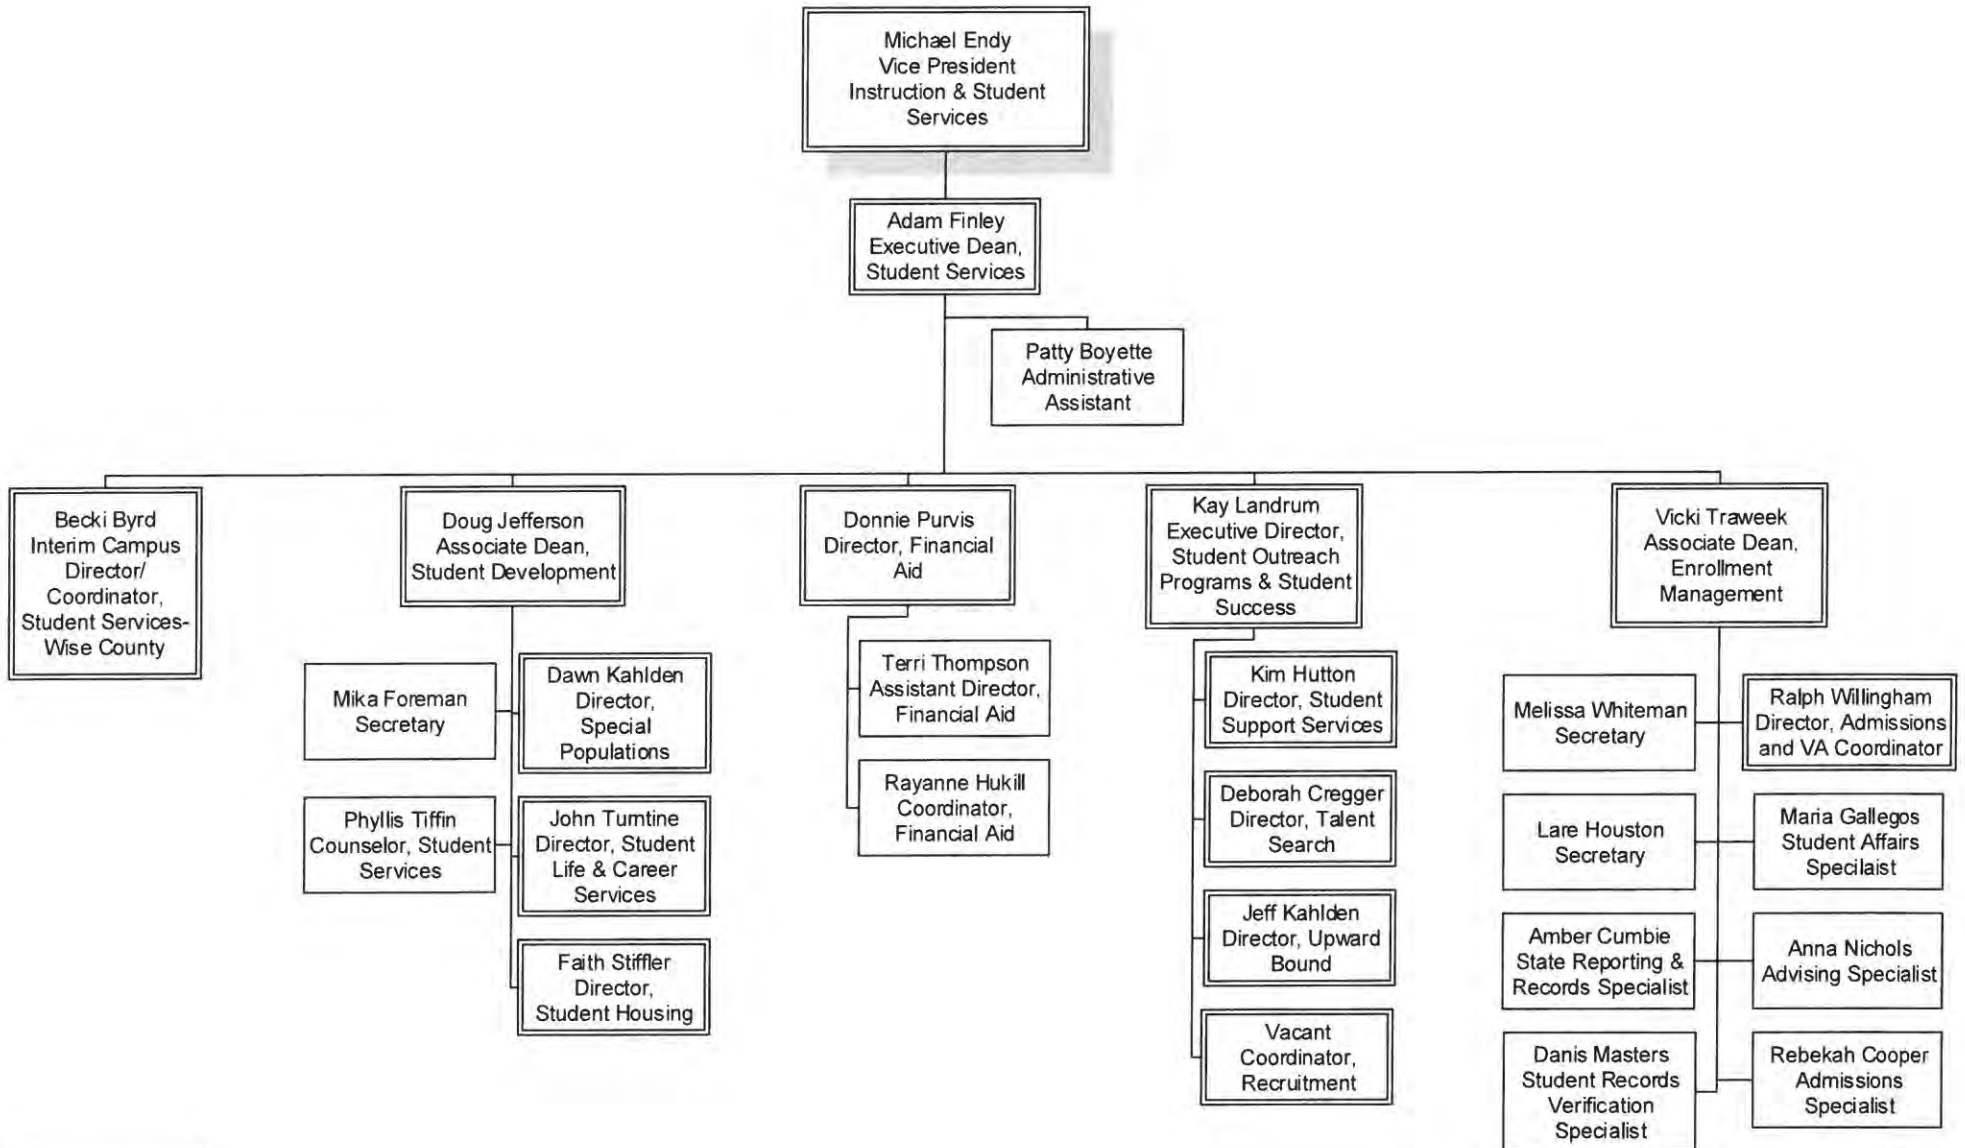 Michael Endy
Vice President
Instruction & Student
Services
Adam Finley
Executive Dean,
Student Services
Patty Boyette
Administrative
Assistant
Becki Byrd
Interim Campus
Director/
Coordinator,
Student Services-
Wise County
Doug Jefferson
Associate Dean,
Student Development
Donnie Purvis
Director, Financial
Aid
Kay Landrum
Executive Director,
Student Outreach
Programs & Student
Success
Vicki Traweek
Associate Dean,
Enrollment
Management
Mika Foreman
Secretary
Dawn Kahlden
Director,
Special
Populations
Phyllis Tiffin
Counselor, Student
Services
John Turntine
Director, Student
Life & Career
Services
Faith Stiffler
Director,
Student Housing
Terri Thompson
Assistant Director,
Financial Aid
Rayanne Hukill
Coordinator,
Financial Aid
Kim Hutton
Director, Student
Support Services
Deborah Cregger
Director, Talent
Search
Jeff Kahlden
Director, Upward
Bound
Vacant
Coordinator,
Recruitment
Melissa Whiteman
Secretary
Ralph Willingham
Director, Admissions
and VA Coordinator
Lare Houston
Secretary
Maria Gallegos
Student Affairs
Specilaist
Amber Cumbie
State Reporting &
Records Specialist
Anna Nichols
Advising Specialist
Danis Masters
Student Records
Verification
Specialist
Rebekah Cooper
Admissions
Specialist